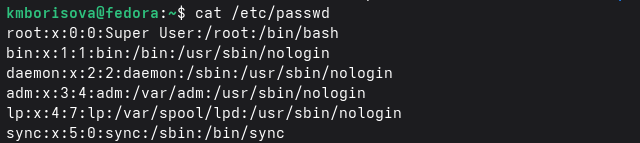 kmborisova@fedora:~$ cat /etc/passwd
root:x:0:0:Super User:/root:/bin/bash
bin:x:1:1:bin:/bin:/usr/sbin/nologin
daemon:x:2:2:daemon:/sbin:/usr/sbin/nologin
adm:x:3:4:adm:/var/adm:/usr/sbin/nologin
lp:x:4:7:lp:/var/spool/lpd:/usr/sbin/nologin
sync:x:5:0:sync:/sbin:/bin/sync